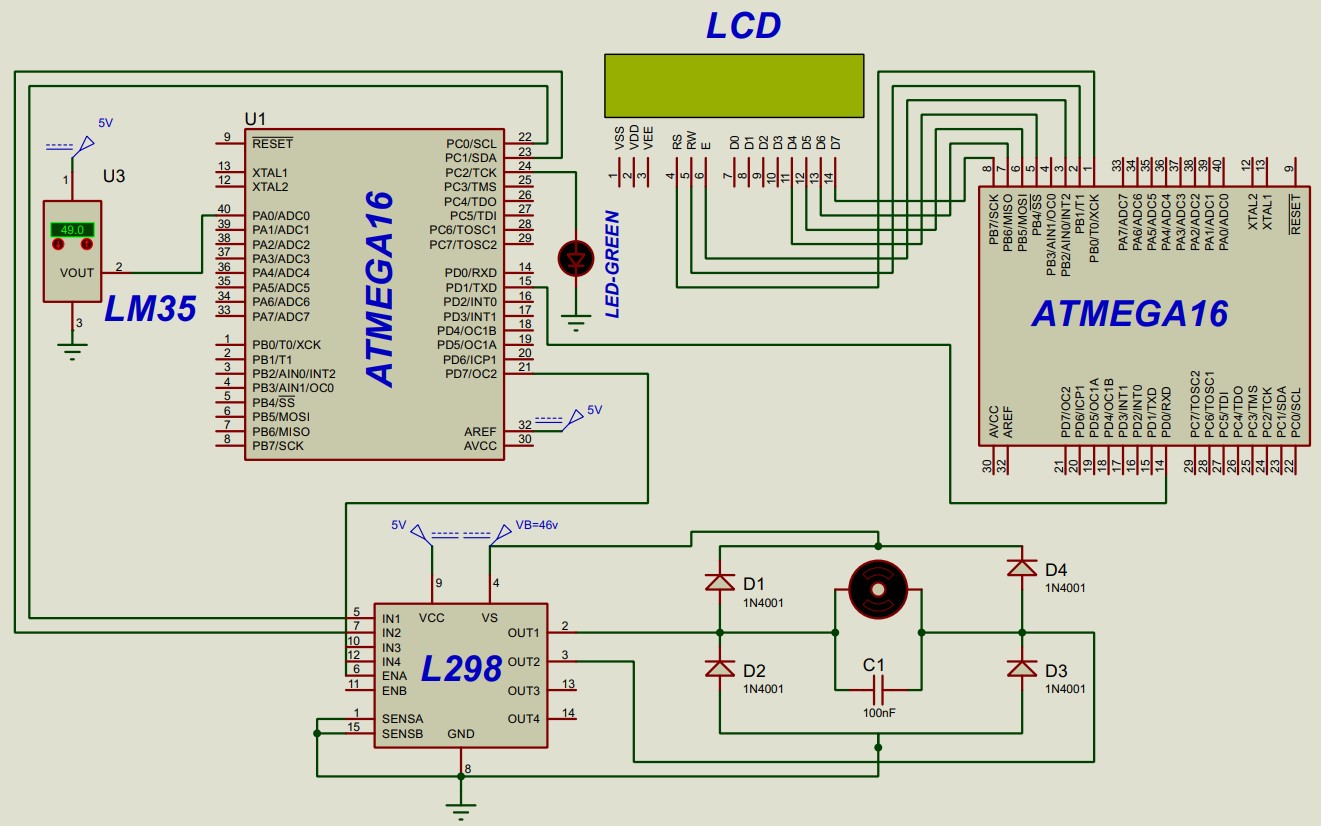 LCD
5V
U3
1
49.0
VOUT
2
LM35
3
U1
ATMEGA16
9 RESET
13 XTAL1
12 XTAL2
40 PA0/ADC0
39 PA1/ADC1
38 PA2/ADC2
37 PA3/ADC3
36 PA4/ADC4
35 PA5/ADC5
34 PA6/ADC6
33 PA7/ADC7
1 PB0/T0/XCK
2 PB1/T1
3 PB2/AIN0/INT2
4 PB3/AIN1/OC0
5 PB4/SS
6 PB5/MOSI
7 PB6/MISO
8 PB7/SCK
PC0/SCL 22
PC1/SDA 23
PC2/TCK 24
PC3/TMS 25
PC4/TDO 26
PC5/TDI 27
PC6/TOSC1 28
PC7/TOSC2 29
PD0/RXD 14
PD1/TXD 15
PD2/INT0 16
PD3/INT1 17
PD4/OC1B 18
PD5/OC1A 19
PD6/ICP1 20
PD7/OC2 21
AREF 32
AVCC 30
5V
LED-GREEN
VSS VDD VEE RS RW E D0 D1 D2 D3 D4 D5 D6 D7
1 2 3 4 5 6 7 8 9 10 11 12 13 14
8 7 6 5 4 3 2 1 33 34 35 36 37 38 39 40 12 13 9
PB7/SCK PB6/MISO PB5/MOSI PB4/SS PB3/AIN1/OC0 PB2/AIN0/INT2 PB1/T1 PB0/T0/XCK PA7/ADC7 PA6/ADC6 PA5/ADC5 PA4/ADC4 PA3/ADC3 PA2/ADC2 PA1/ADC1 PA0/ADC0 XTAL2 XTAL1 RESET
ATMEGA16
AVCC AREF PD7/OC2 PD6/ICP1 PD5/OC1A PD4/OC1B PD3/INT1 PD2/INT0 PD1/TXD PD0/RXD PC7/TOSC2 PC6/TOSC1 PC5/TDI PC4/TDO PC3/TMS PC2/TCK PC1/SDA PC0/SCL
30 32 21 20 19 18 17 16 15 14 29 28 27 26 25 24 23 22
5V VB=46v
9 4
VCC VS
5 IN1
7 IN2
10 IN3
12 IN4
6 ENA
11 ENB
1 SENSA
15 SENSB
L298
OUT1 2
OUT2 3
OUT3 13
OUT4 14
GND
8
D1
1N4001
D4
1N4001
D2
1N4001
C1
100nF
D3
1N4001